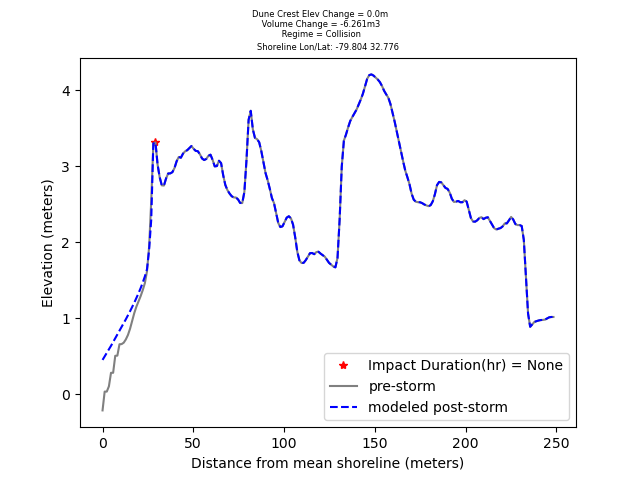 Dune Crest Elev Change = 0.0m
Volume Change = -6.261m3
Regime = Collision
Shoreline Lon/Lat: -79.804 32.776
4
3
2
1
0
Elevation (meters)
Impact Duration(hr) = None
pre-storm
modeled post-storm
0 50 100 150 200 250
Distance from mean shoreline (meters)